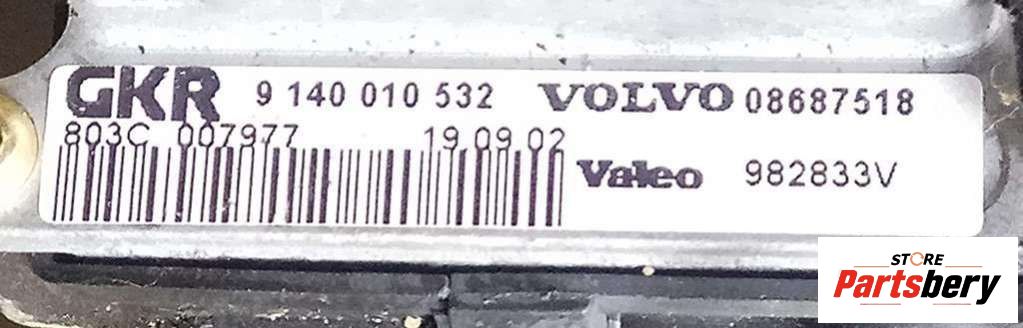 GKR 9 140 010 532 VOLVO 08687518
803C 007977 19.09.02
Valeo 982833V
STORE
Partsbery